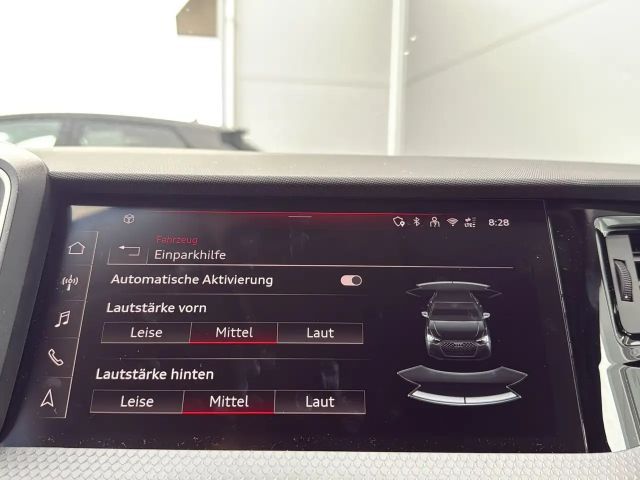 8:28
Fahrzeug
Einparkhilfe
Automatische Aktivierung
Lautstärke vorn
Leise Mittel Laut
Lautstärke hinten
Leise Mittel Laut